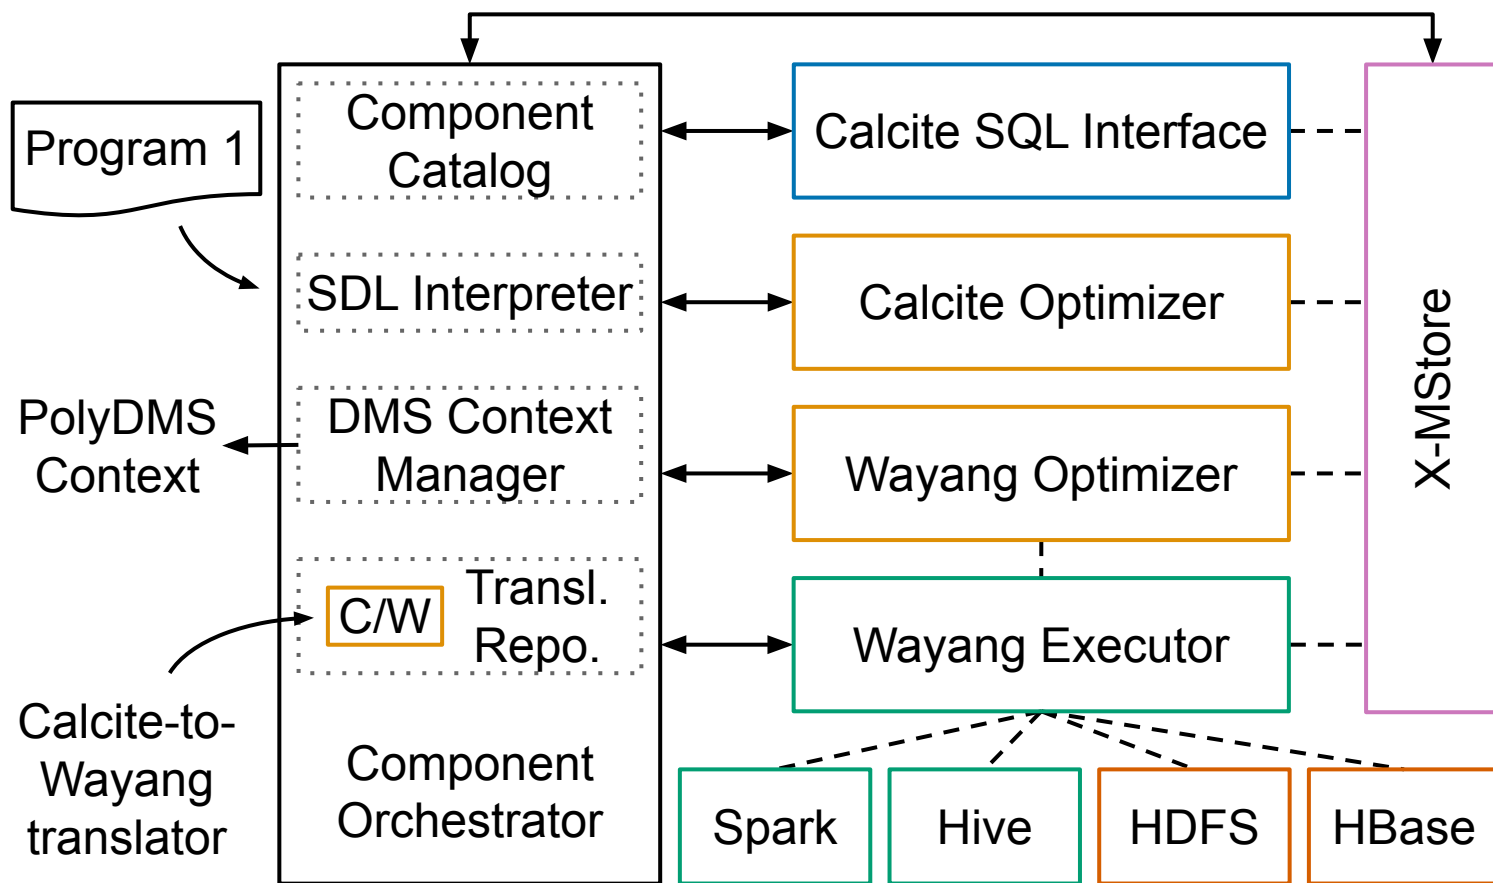 Program 1
Component
Catalog
SDL Interpreter
PolyDMS
Context
DMS Context
Manager
C/W
Transl.
Repo.
Calcite-to-
Wayang
translator
Component
Orchestrator
Calcite SQL Interface
Calcite Optimizer
Wayang Optimizer
Wayang Executor
X-MStore
Spark
Hive
HDFS
HBase